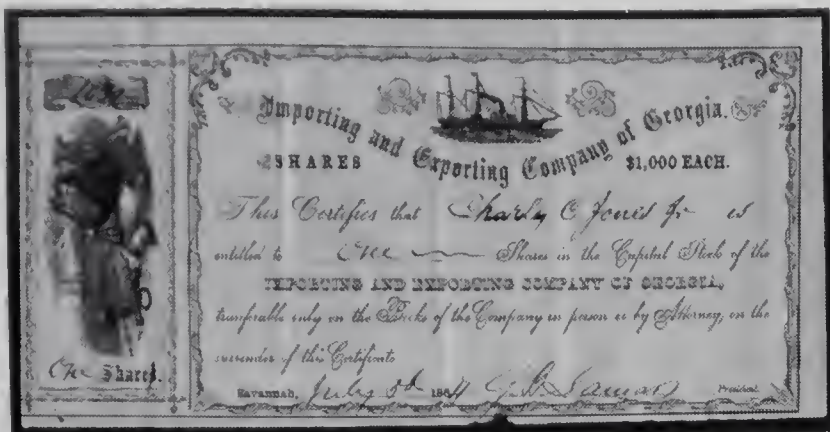 Importing and Exporting Company of Georgia.
SHARES $1,000 EACH.
This Certifies that Charles C Jones Jr is
entitled to One Shares in the Capital Stock of the
IMPORTING AND EXPORTING COMPANY OF GEORGIA,
transferable only on the Books of the Company in person or by Attorney, on the
surrender of this Certificate
One Shares.
Savannah, July 5th 1864 G B Lamar President